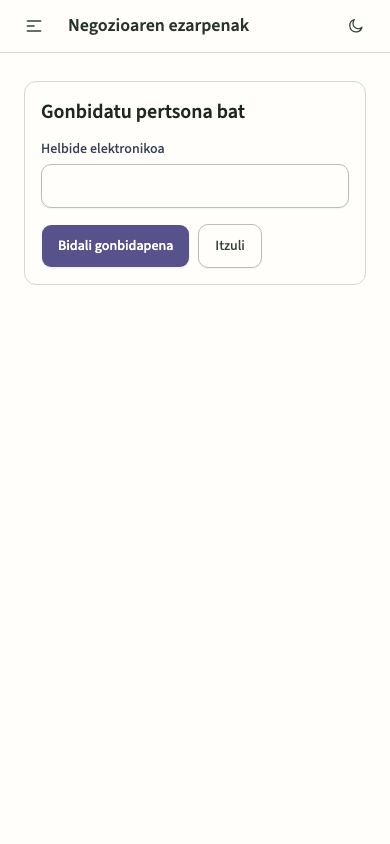 Negozioaren ezarpenak
Gonbidatu pertsona bat
Helbide elektronikoa
Bidali gonbidapena
Itzuli